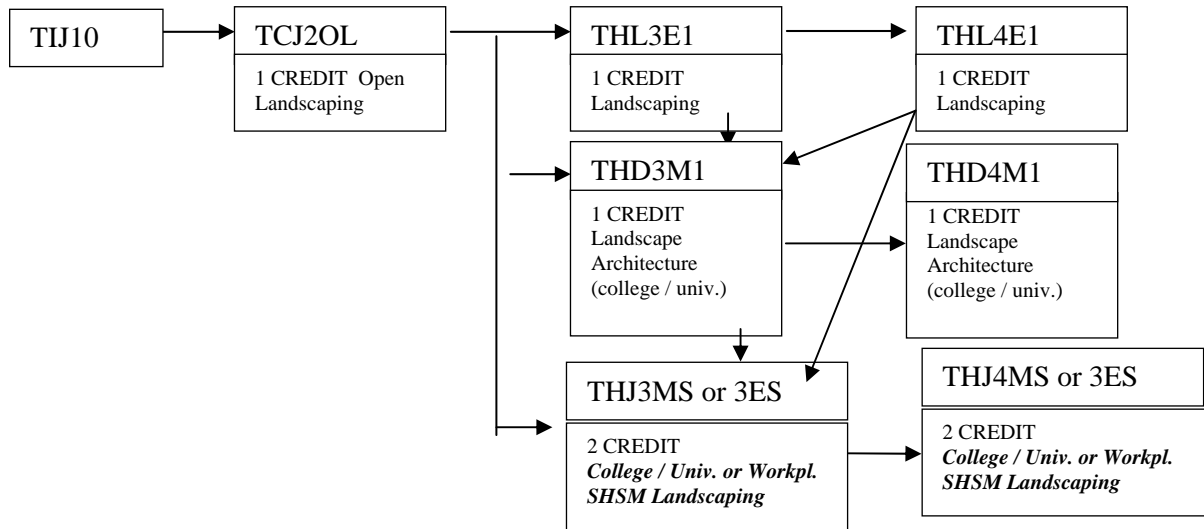 TIJ10
TCJ2OL
1 CREDIT Open
Landscaping
THL3E1
1 CREDIT
Landscaping
THL4E1
1 CREDIT
Landscaping
THD3M1
1 CREDIT
Landscape
Architecture
(college / univ.)
THD4M1
1 CREDIT
Landscape
Architecture
(college / univ.)
THJ3MS or 3ES
2 CREDIT
College / Univ. or Workpl.
SHSM Landscaping
THJ4MS or 3ES
2 CREDIT
College / Univ. or Workpl.
SHSM Landscaping